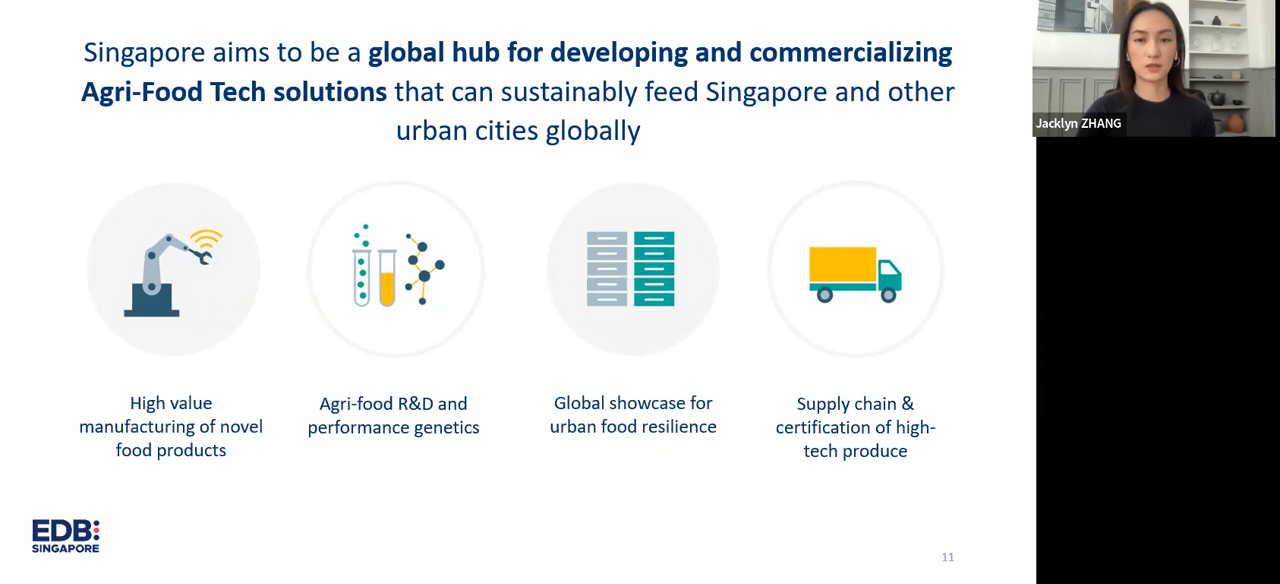 Singapore aims to be a global hub for developing and commercializing
Agri-Food Tech solutions that can sustainably feed Singapore and other
urban cities globally
Jacklyn ZHANG
High value
manufacturing of novel
food products
Agri-food R&D and
performance genetics
Global showcase for
urban food resilience
Supply chain &
certification of high-
tech produce
EDB:
SINGAPORE
11